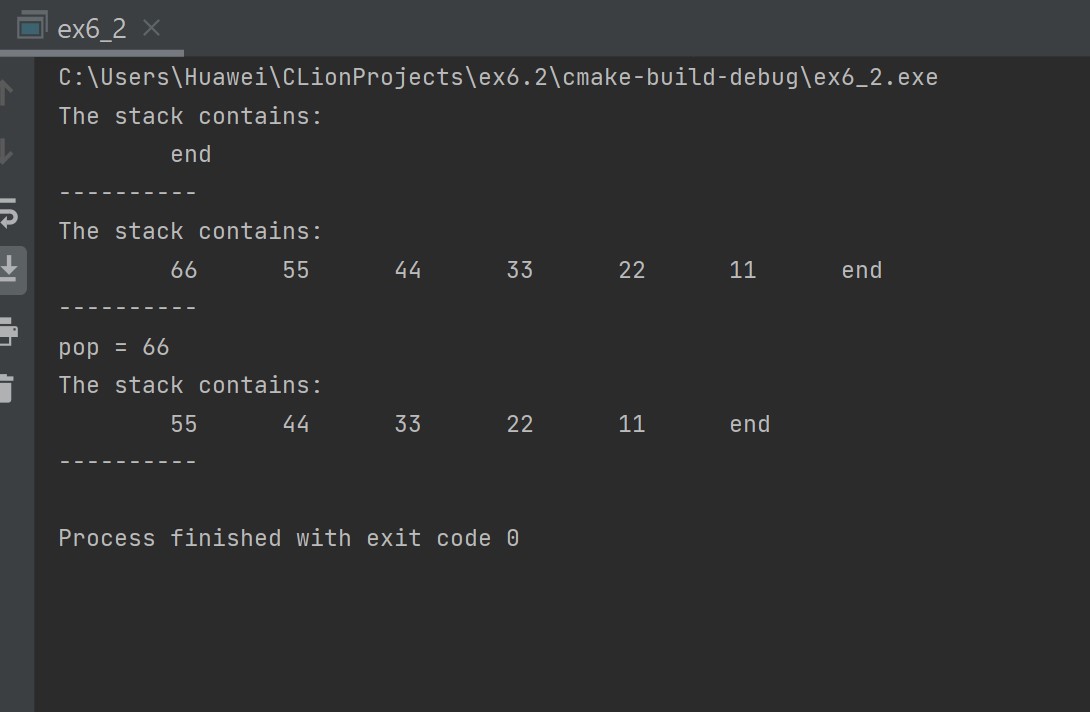 ex6_2
C:\Users\Huawei\CLionProjects\ex6.2\cmake-build-debug\ex6_2.exe
The stack contains:
        end
----------
The stack contains:
        66      55      44      33      22      11      end
----------
pop = 66
The stack contains:
        55      44      33      22      11      end
----------
Process finished with exit code 0